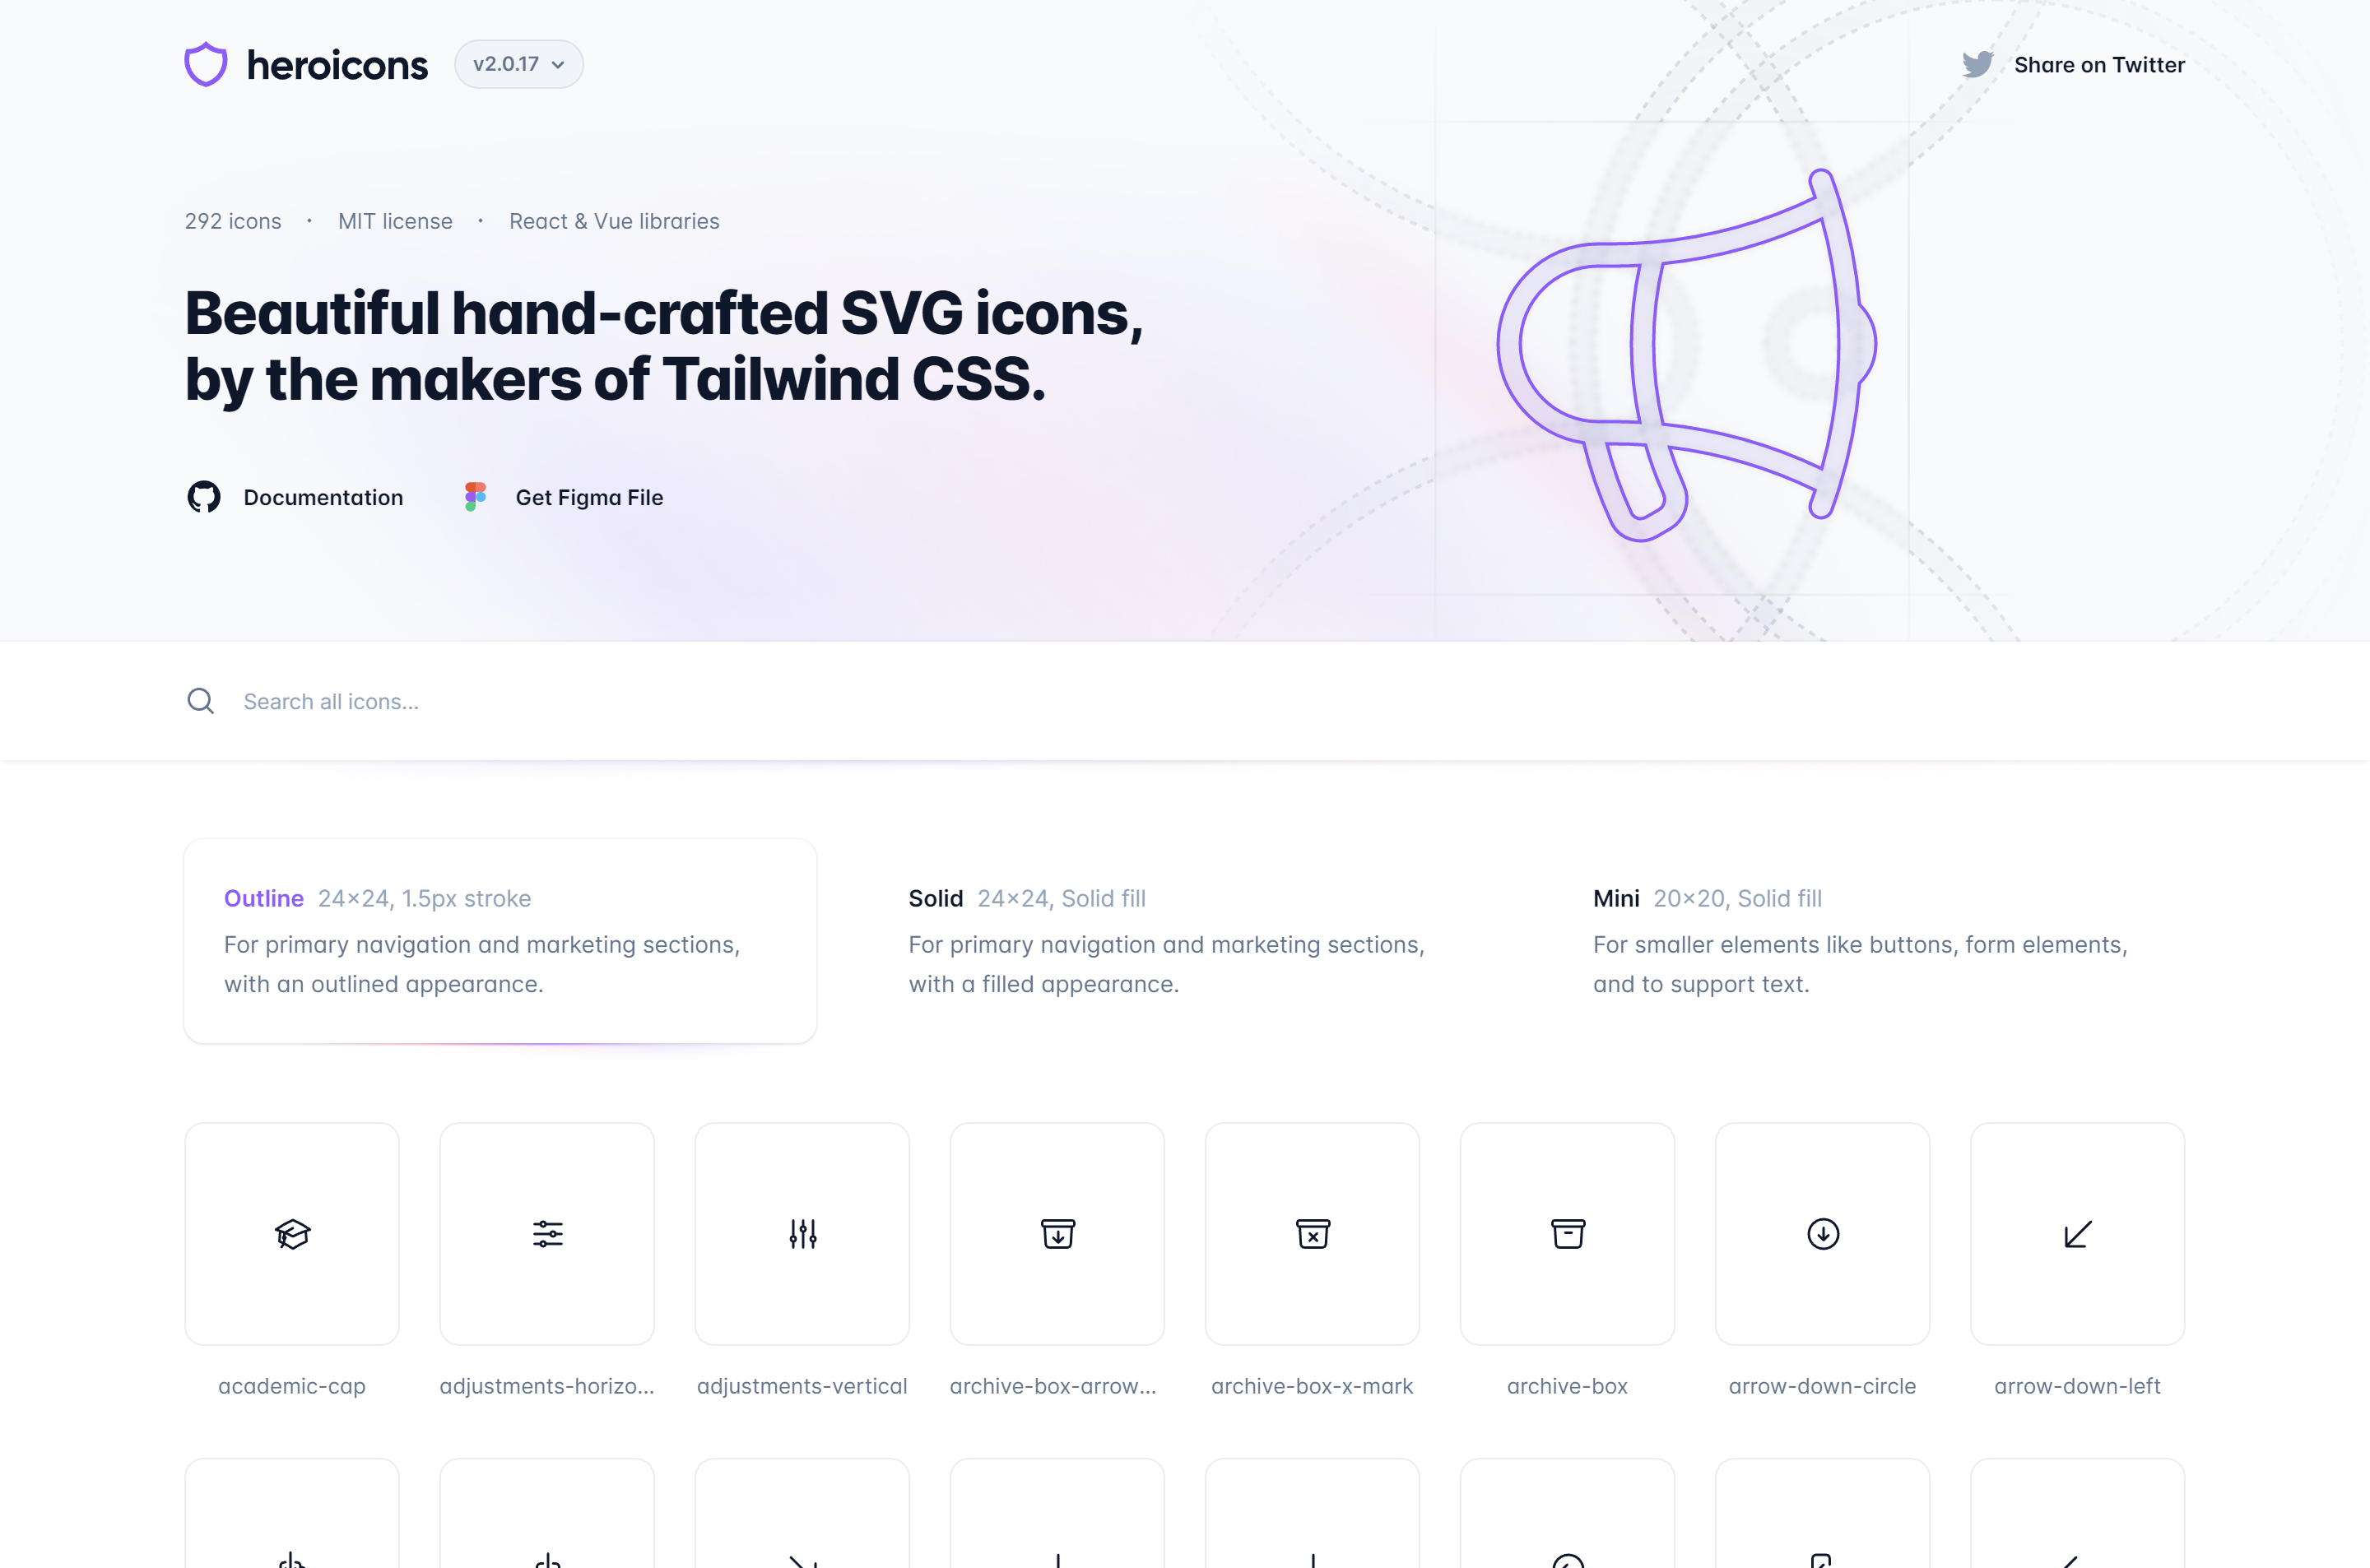 heroicons
v2.0.17
Share on Twitter
292 icons · MIT license · React & Vue libraries
Beautiful hand-crafted SVG icons,
by the makers of Tailwind CSS.
Documentation
Get Figma File
Search all icons...
Outline 24×24, 1.5px stroke
For primary navigation and marketing sections,
with an outlined appearance.
Solid 24×24, Solid fill
For primary navigation and marketing sections,
with a filled appearance.
Mini 20×20, Solid fill
For smaller elements like buttons, form elements,
and to support text.
academic-cap
adjustments-horizo...
adjustments-vertical
archive-box-arrow...
archive-box-x-mark
archive-box
arrow-down-circle
arrow-down-left